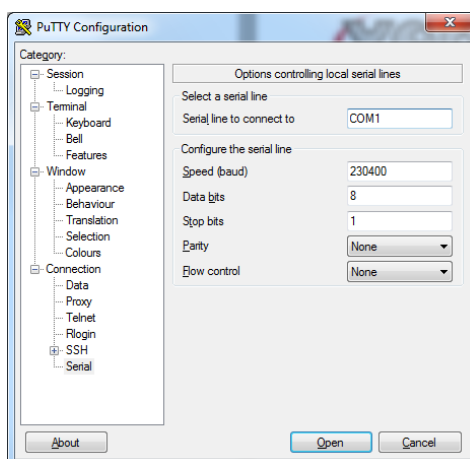 PuTTY Configuration
Category:
Session
Logging
Terminal
Keyboard
Bell
Features
Window
Appearance
Behaviour
Translation
Selection
Colours
Connection
Data
Proxy
Telnet
Rlogin
SSH
Serial
Options controlling local serial lines
Select a serial line
Serial line to connect to COM1
Configure the serial line
Speed (baud) 230400
Data bits 8
Stop bits 1
Parity None
Flow control None
About Open Cancel